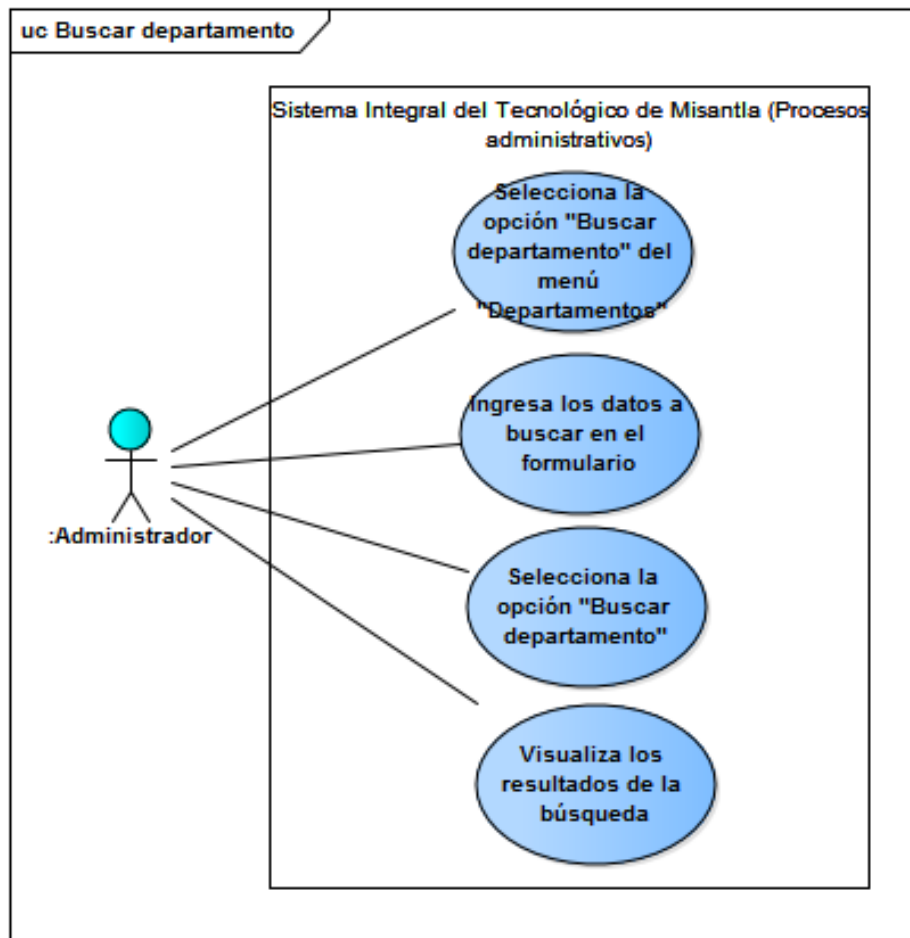 uc Buscar departamento
Sistema Integral del Tecnológico de Misantla (Procesos
administrativos)
Selecciona la
opción "Buscar
departamento" del
menú
"Departamentos"
Ingresa los datos a
buscar en el
formulario
:Administrador
Selecciona la
opción "Buscar
departamento"
Visualiza los
resultados de la
búsqueda